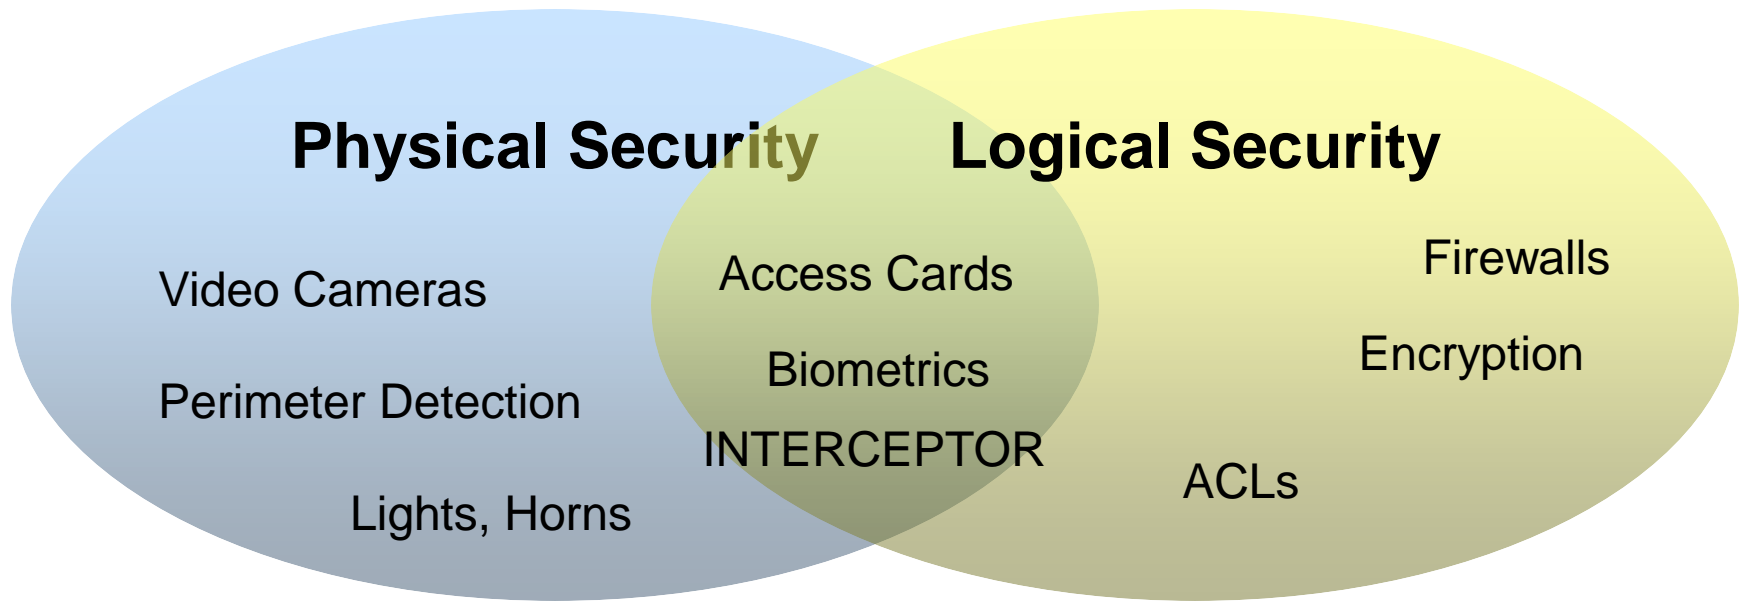 Physical Security
Logical Security
Video Cameras
Perimeter Detection
Lights, Horns
Access Cards
Biometrics
INTERCEPTOR
Firewalls
Encryption
ACLs